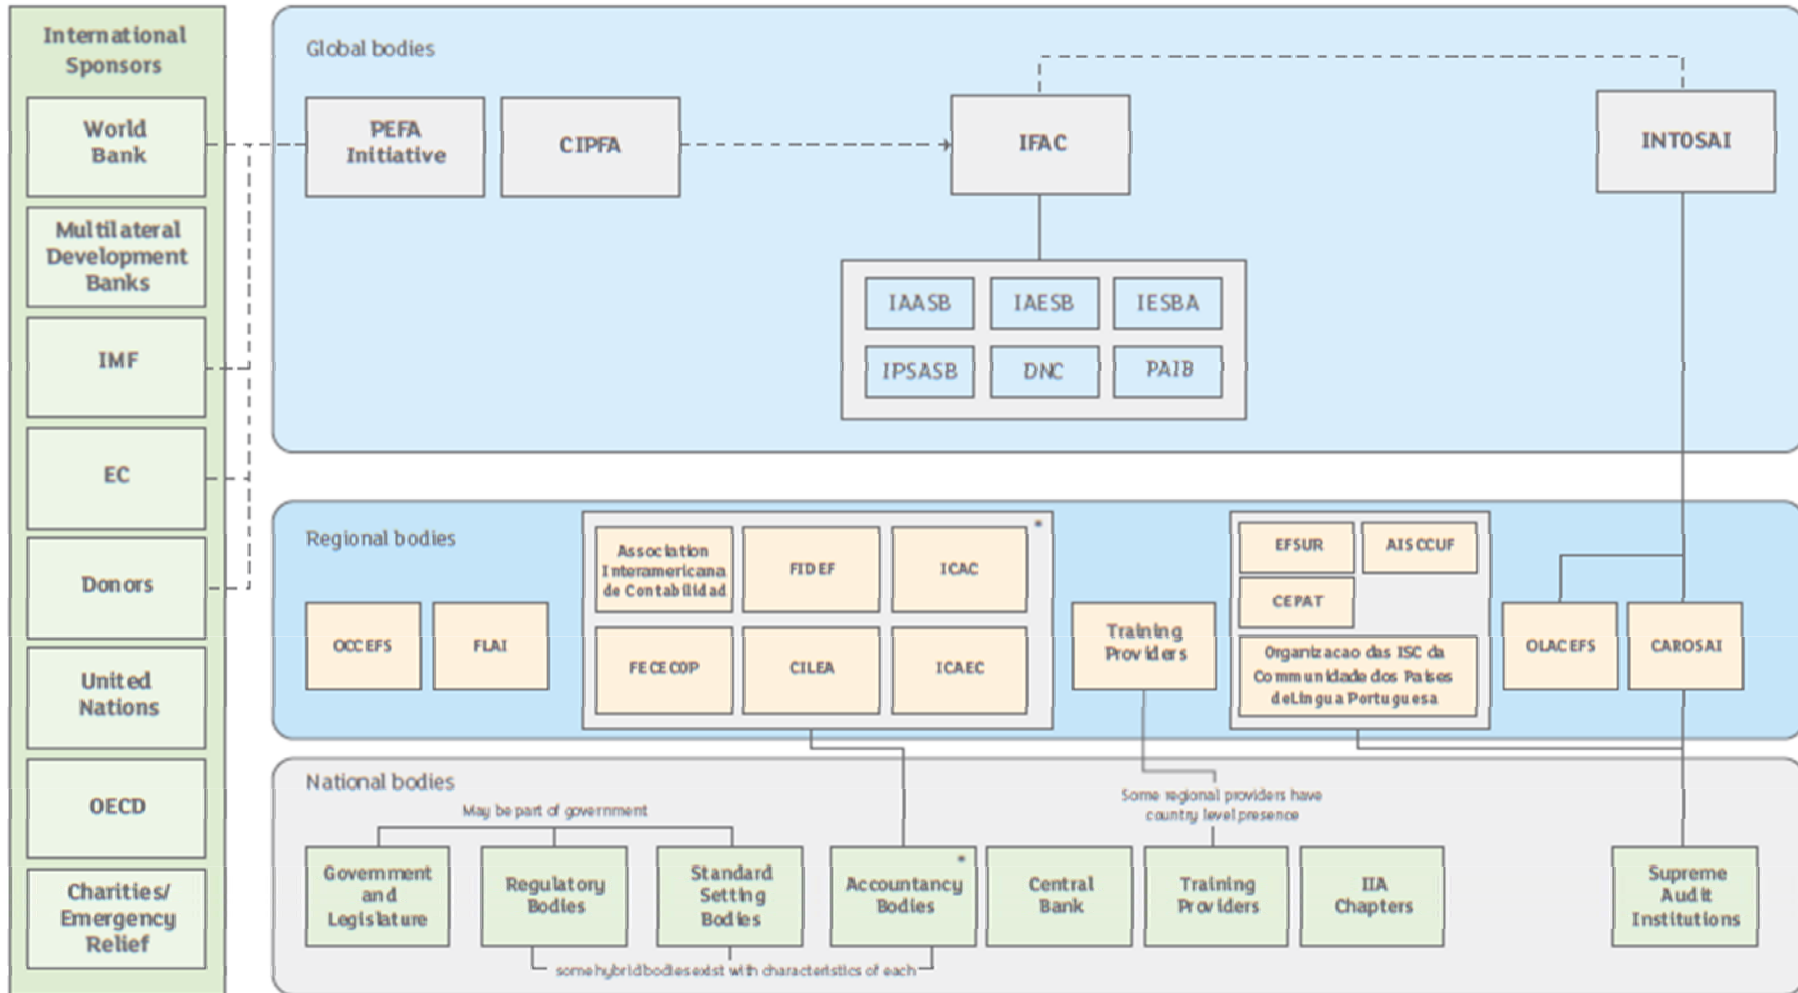 International
Sponsors
World
Bank
Multilateral
Development
Banks
IMF
EC
Donors
United
Nations
OECD
Charities/
Emergency
Relief
Global bodies
PEFA
Initiative
CIPFA
IFAC
INTOSAI
IAASB
IAESB
IESBA
IPSASB
DNC
PAIB
Regional bodies
OCCEFS
FLAI
Association
Interamericana
de Contabilidad
FIDEF
ICAC
*
FECECOP
CILEA
ICAEC
Training
Providers
EFSUR
AISCCUF
CEPAT
Organizacao das ISC da
Communidade dos Paises
deLingua Portuguesa
OLACEFS
CAROSAI
National bodies
May be part of government
Some regional providers have
country level presence
Government
and
Legislature
Regulatory
Bodies
Standard
Setting
Bodies
*
Accountancy
Bodies
Central
Bank
Training
Providers
IIA
Chapters
Supreme
Audit
Institutions
some hybrid bodies exist with characteristics of each